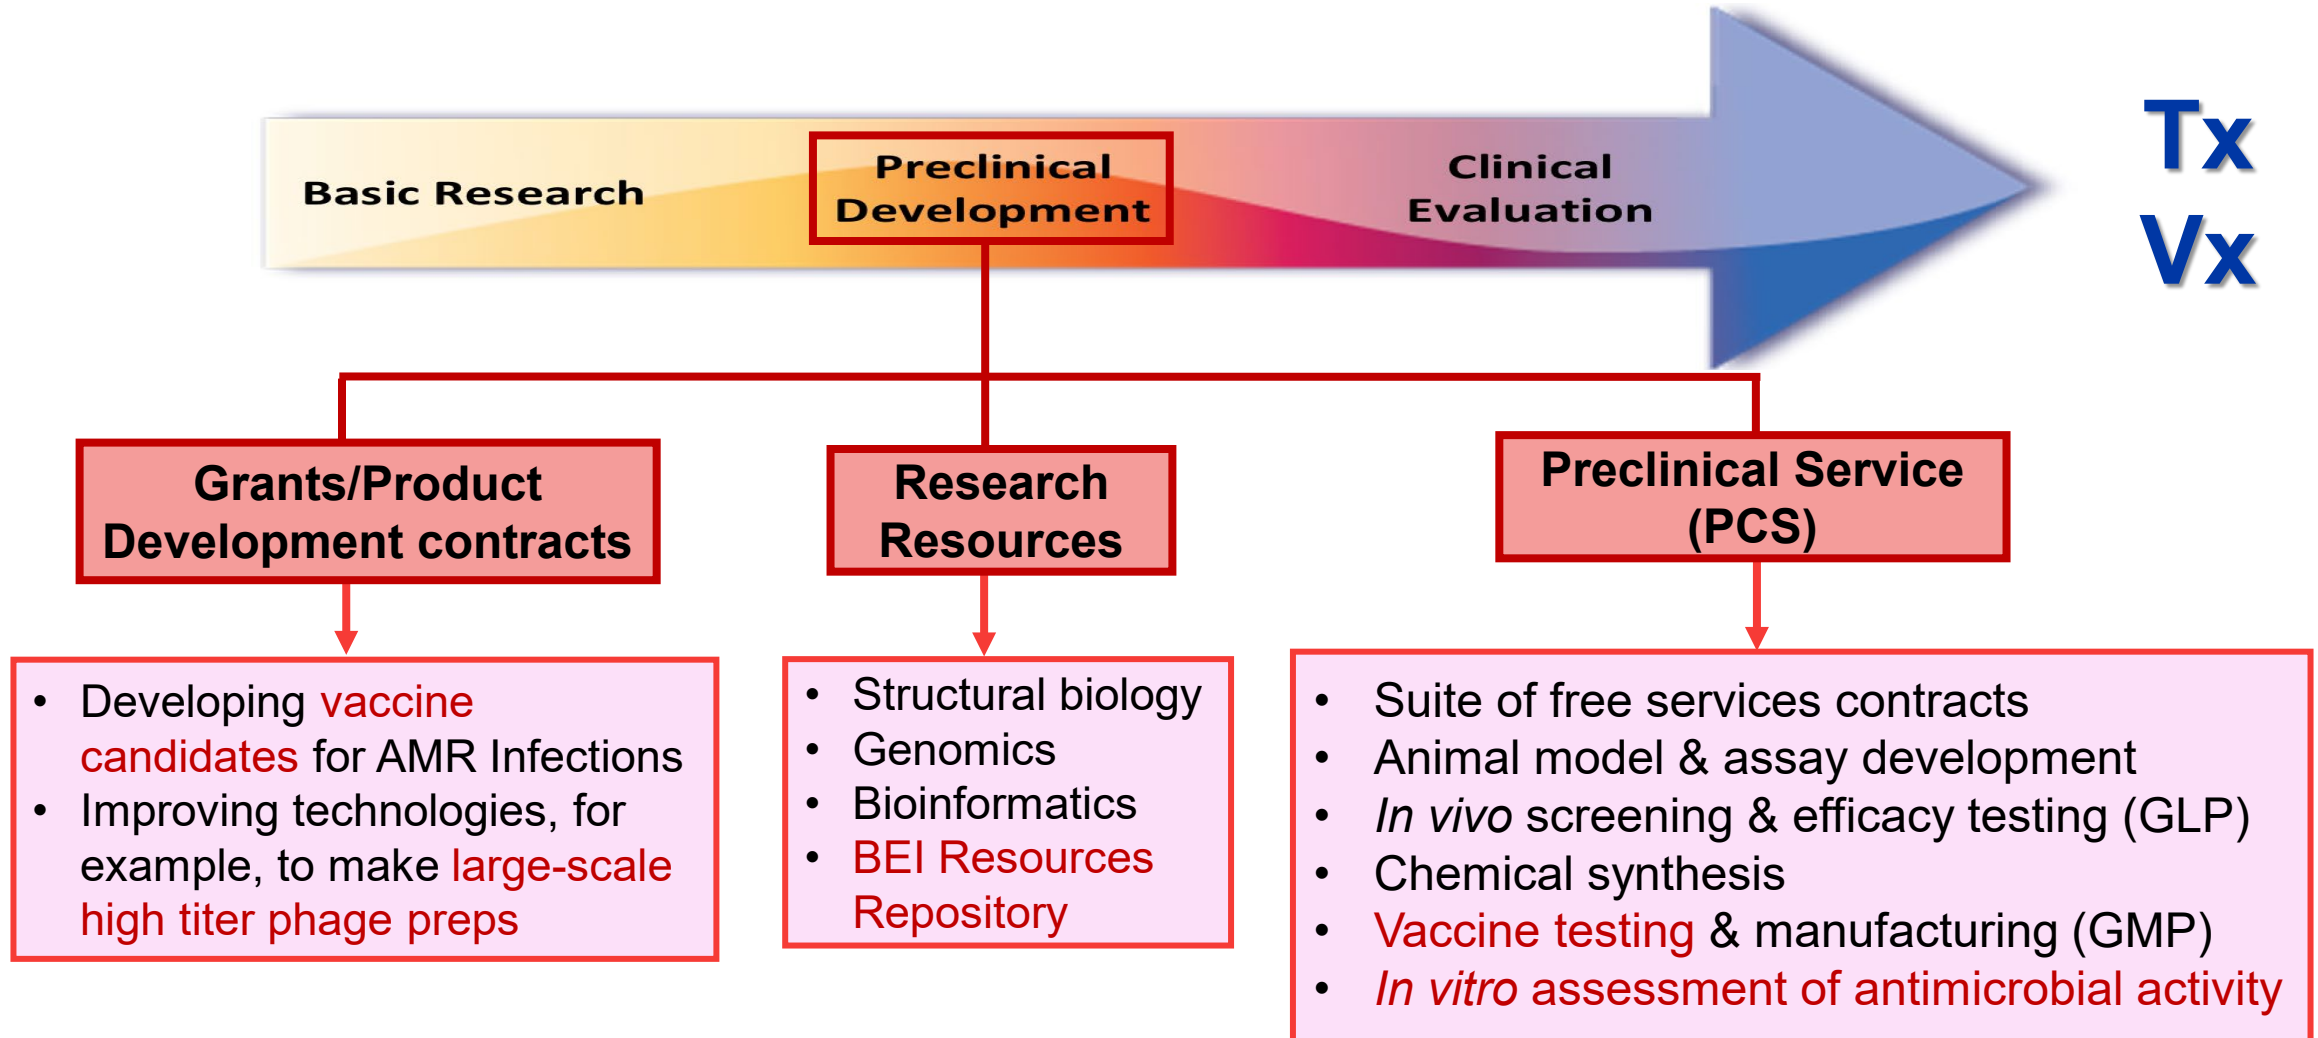 Basic Research
Preclinical
Development
Clinical
Evaluation
Tx
Vx
Grants/Product
Development contracts
• Developing vaccine
candidates for AMR Infections
• Improving technologies, for
example, to make large-scale
high titer phage preps
Research
Resources
• Structural biology
• Genomics
• Bioinformatics
• BEI Resources
Repository
Preclinical Service
(PCS)
• Suite of free services contracts
• Animal model & assay development
• In vivo screening & efficacy testing (GLP)
• Chemical synthesis
• Vaccine testing & manufacturing (GMP)
• In vitro assessment of antimicrobial activity